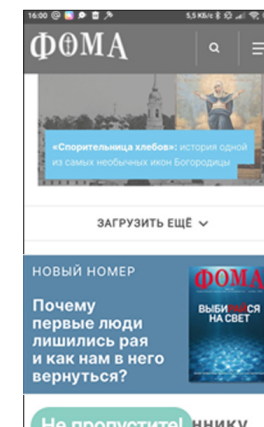 16:00
5,5 КБ/с
ФОМА
«Спорительница хлебов»: история одной
из самых необычных икон Богородицы
ЗАГРУЗИТЬ ЕЩЁ
НОВЫЙ НОМЕР
Почему
первые люди
лишились рая
и как нам в него
вернуться?
ФОМА
ВЫБИРАЙСЯ
НА СВЕТ
Не пропустите!